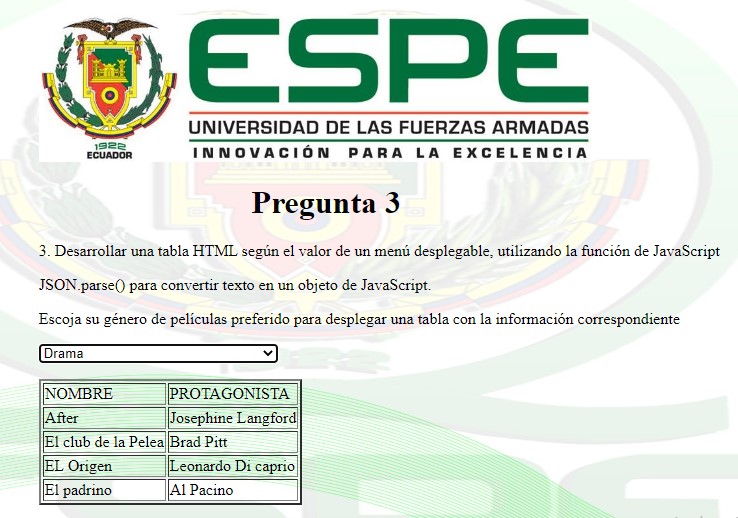 ESPE
UNIVERSIDAD DE LAS FUERZAS ARMADAS
INNOVACIÓN PARA LA EXCELENCIA
1922
ECUADOR
Pregunta 3
3. Desarrollar una tabla HTML según el valor de un menú desplegable, utilizando la función de JavaScript
JSON.parse() para convertir texto en un objeto de JavaScript.
Escoja su género de películas preferido para desplegar una tabla con la información correspondiente
Drama
NOMBRE PROTAGONISTA
After Josephine Langford
El club de la Pelea Brad Pitt
EL Origen Leonardo Di caprio
El padrino Al Pacino